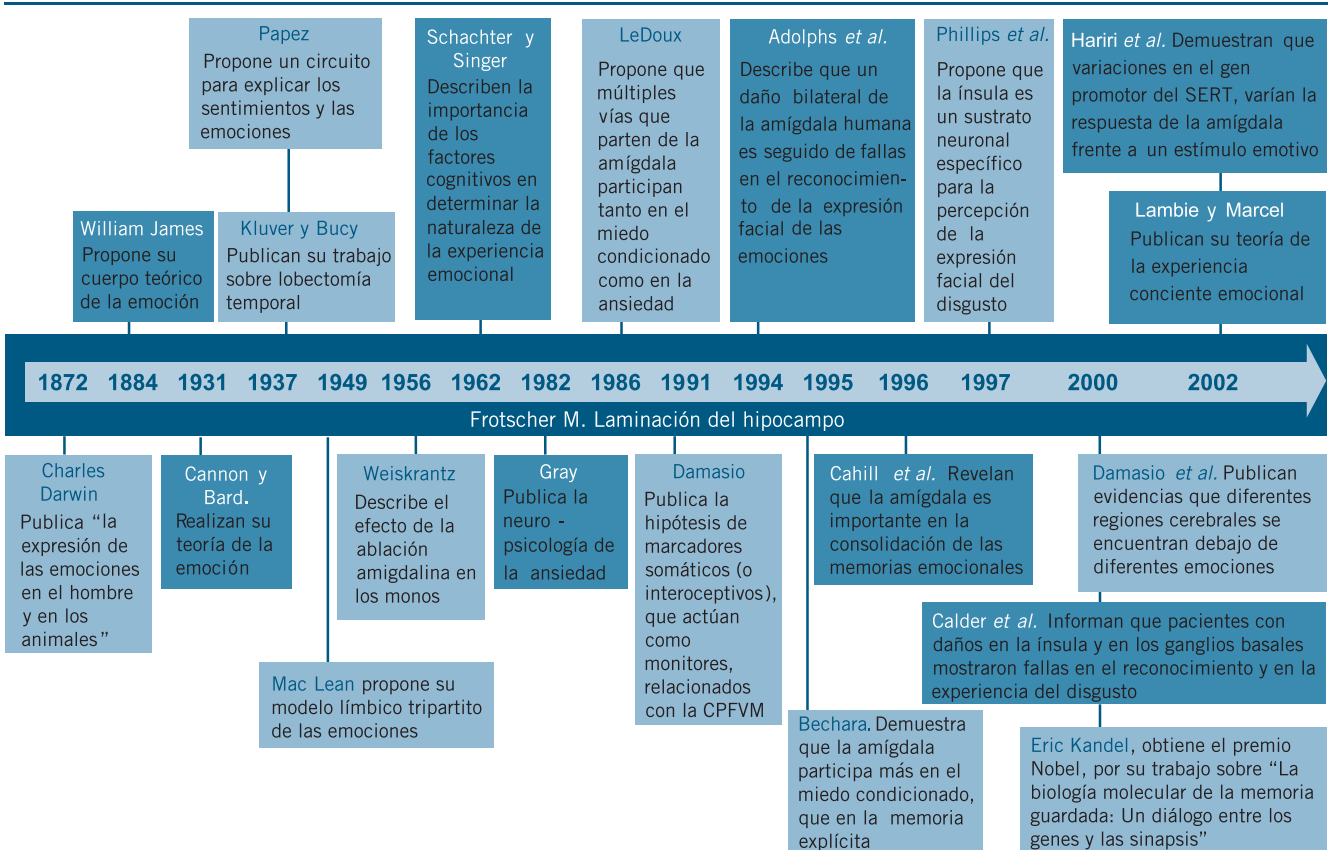 Papez
Propone un circuito
para explicar los
sentimientos y las
emociones
William James
Propone su
cuerpo teórico
de la emoción
Kluver y Bucy
Publican su trabajo
sobre lobectomía
temporal
Schachter y
Singer
Describen la
importancia
de los
factores
cognitivos en
determinar la
naturaleza de
la experiencia
emocional
LeDoux
Propone que
múltiples
vías que
parten de la
amígdala
participan
tanto en el
miedo
condicionado
como en la
ansiedad
Adolphs et al.
Describe que un
daño bilateral de
la amígdala humana
es seguido de fallas
en el reconocimien-
to de la expresión
facial de las
emociones
Phillips et al.
Propone que
la ínsula es
un sustrato
neuronal
específico
para la
percepción
de la
expresión
facial del
disgusto
Hariri et al. Demuestran que
variaciones en el gen
promotor del SERT, varían la
respuesta de la amígdala
frente a un estímulo emotivo
Lambie y Marcel
Publican su teoría de
la experiencia
conciente emocional
1872 1884 1931 1937 1949 1956 1962 1982 1986 1991 1994 1995 1996 1997 2000 2002
Frotscher M. Laminación del hipocampo
Charles
Darwin
Publica “la
expresión de
las emociones
en el hombre
y en los
animales”
Cannon y
Bard.
Realizan su
teoría de la
emoción
Mac Lean propone su
modelo límbico tripartito
de las emociones
Weiskrantz
Describe el
efecto de la
ablación
amigdalina en
los monos
Gray
Publica la
neuro -
psicología de
la ansiedad
Damasio
Publica la
hipótesis de
marcadores
somáticos (o
interoceptivos),
que actúan
como
monitores,
relacionados
con la CPFVM
Bechara. Demuestra
que la amígdala
participa más en el
miedo condicionado,
que en la memoria
explícita
Cahill et al. Revelan
que la amígdala es
importante en la
consolidación de las
memorias emocionales
Damasio et al. Publican
evidencias que diferentes
regiones cerebrales se
encuentran debajo de
diferentes emociones
Calder et al. Informan que pacientes con
daños en la ínsula y en los ganglios basales
mostraron fallas en el reconocimiento y en la
experiencia del disgusto
Eric Kandel, obtiene el premio
Nobel, por su trabajo sobre “La
biología molecular de la memoria
guardada: Un diálogo entre los
genes y las sinapsis”